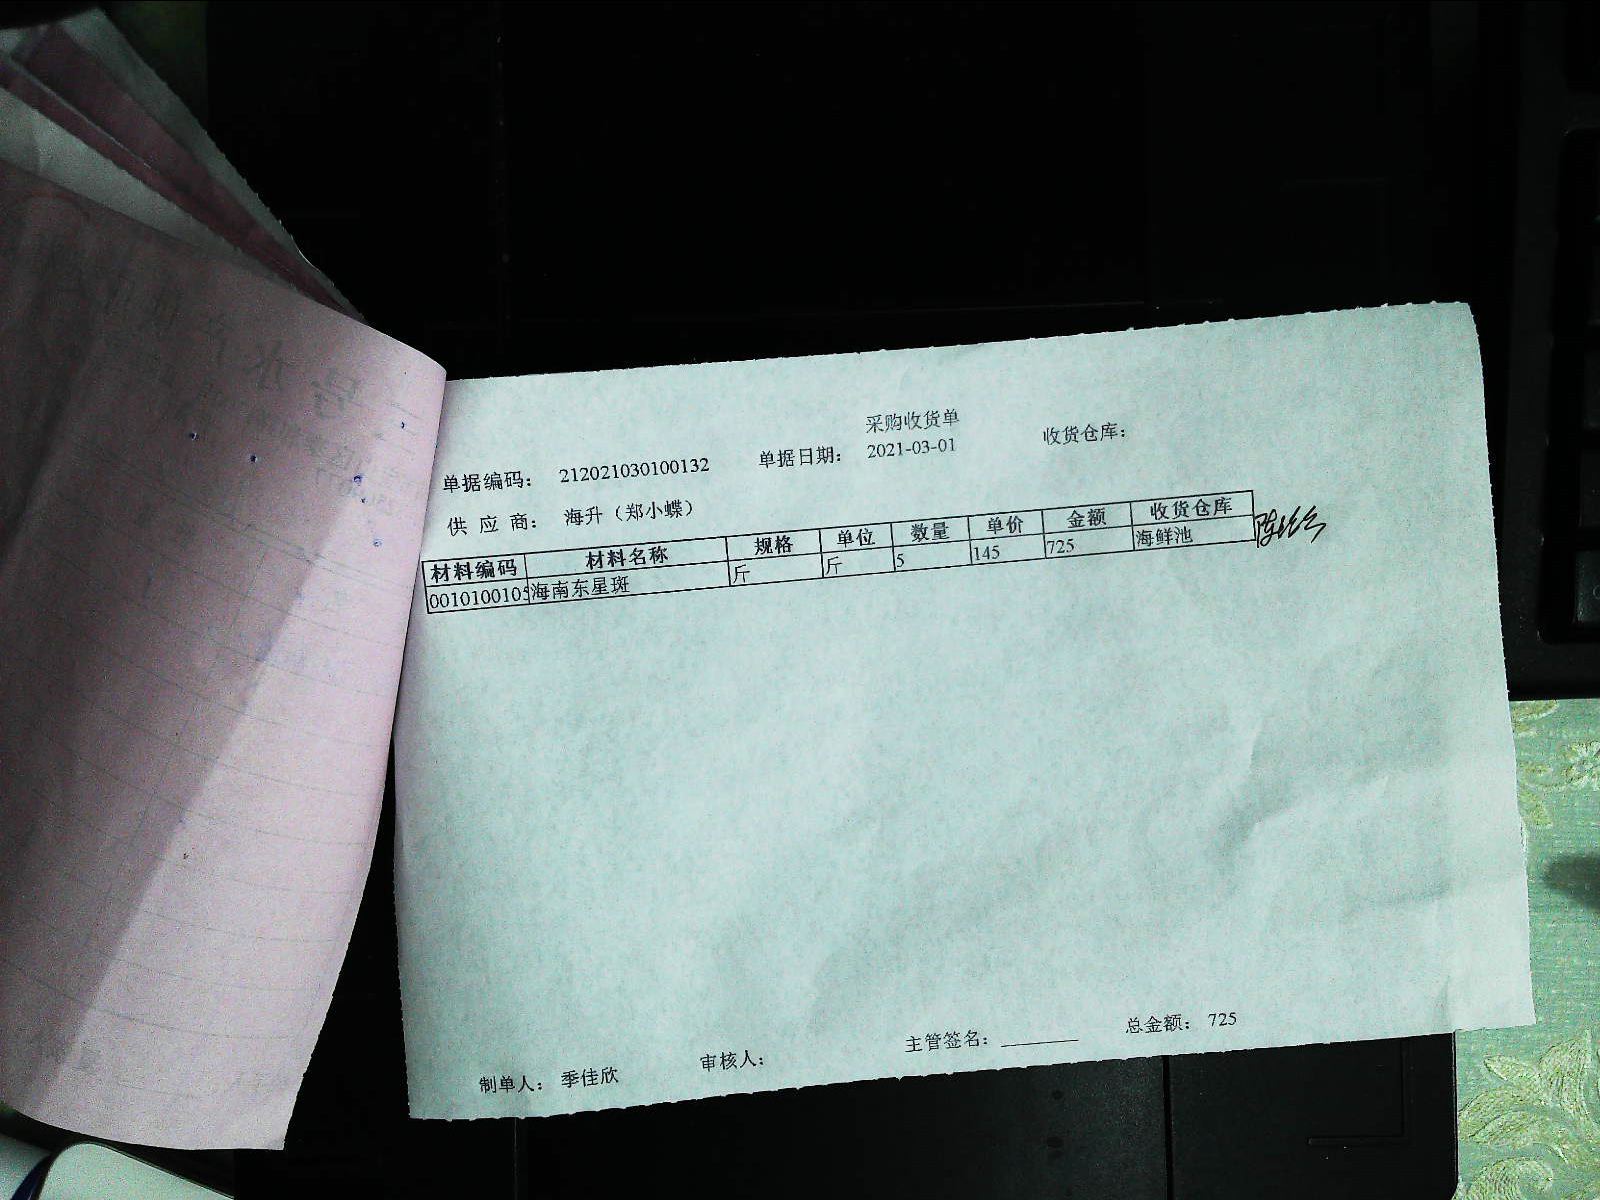 采购收货单
单据编码： 212021030100132 单据日期： 2021-03-01 收货仓库：
供 应 商： 海升（郑小蝶）
材料编码 材料名称 规格 单位 数量 单价 金额 收货仓库
0010100105 海南东星斑 斤 斤 5 145 725 海鲜池
制单人： 季佳欣 审核人： 主管签名： 总金额： 725